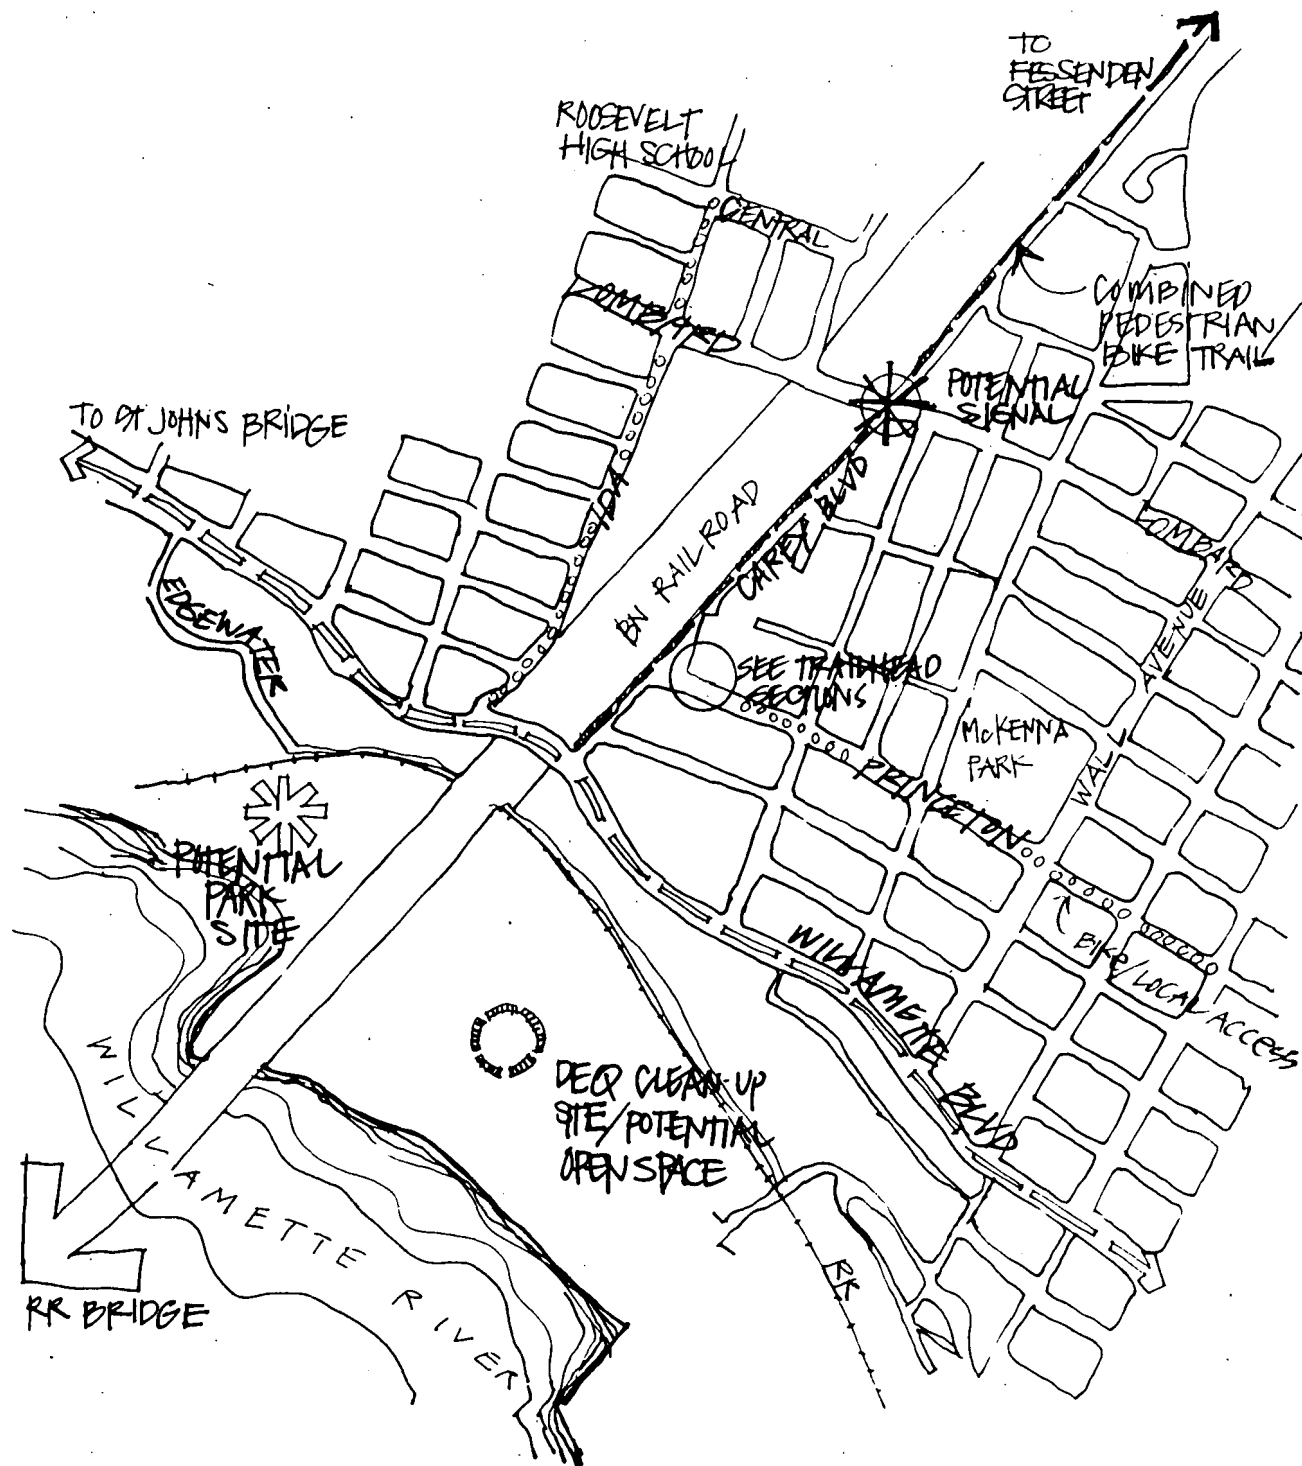 TO
FESSENDEN
STREET
ROOSEVELT
HIGH SCHOOL
CENTRAL
LOMBARD
COMBINED
PEDESTRIAN
BIKE TRAIL
POTENTIAL
SIGNAL
TO ST JOHNS BRIDGE
IDA
BN RAILROAD
CAREY BLVD
LOMBARD
EDGEWATER
WALL AVENUE
SEE TRAILHEAD
SECTIONS
McKENNA
PARK
PRINCETON
POTENTIAL
PARK
SITE
WILLAMETTE BLVD
BIKE/LOCAL ACCESS
DEQ CLEAN-UP
SITE/POTENTIAL
OPEN SPACE
WILLAMETTE RIVER
RR
RR BRIDGE